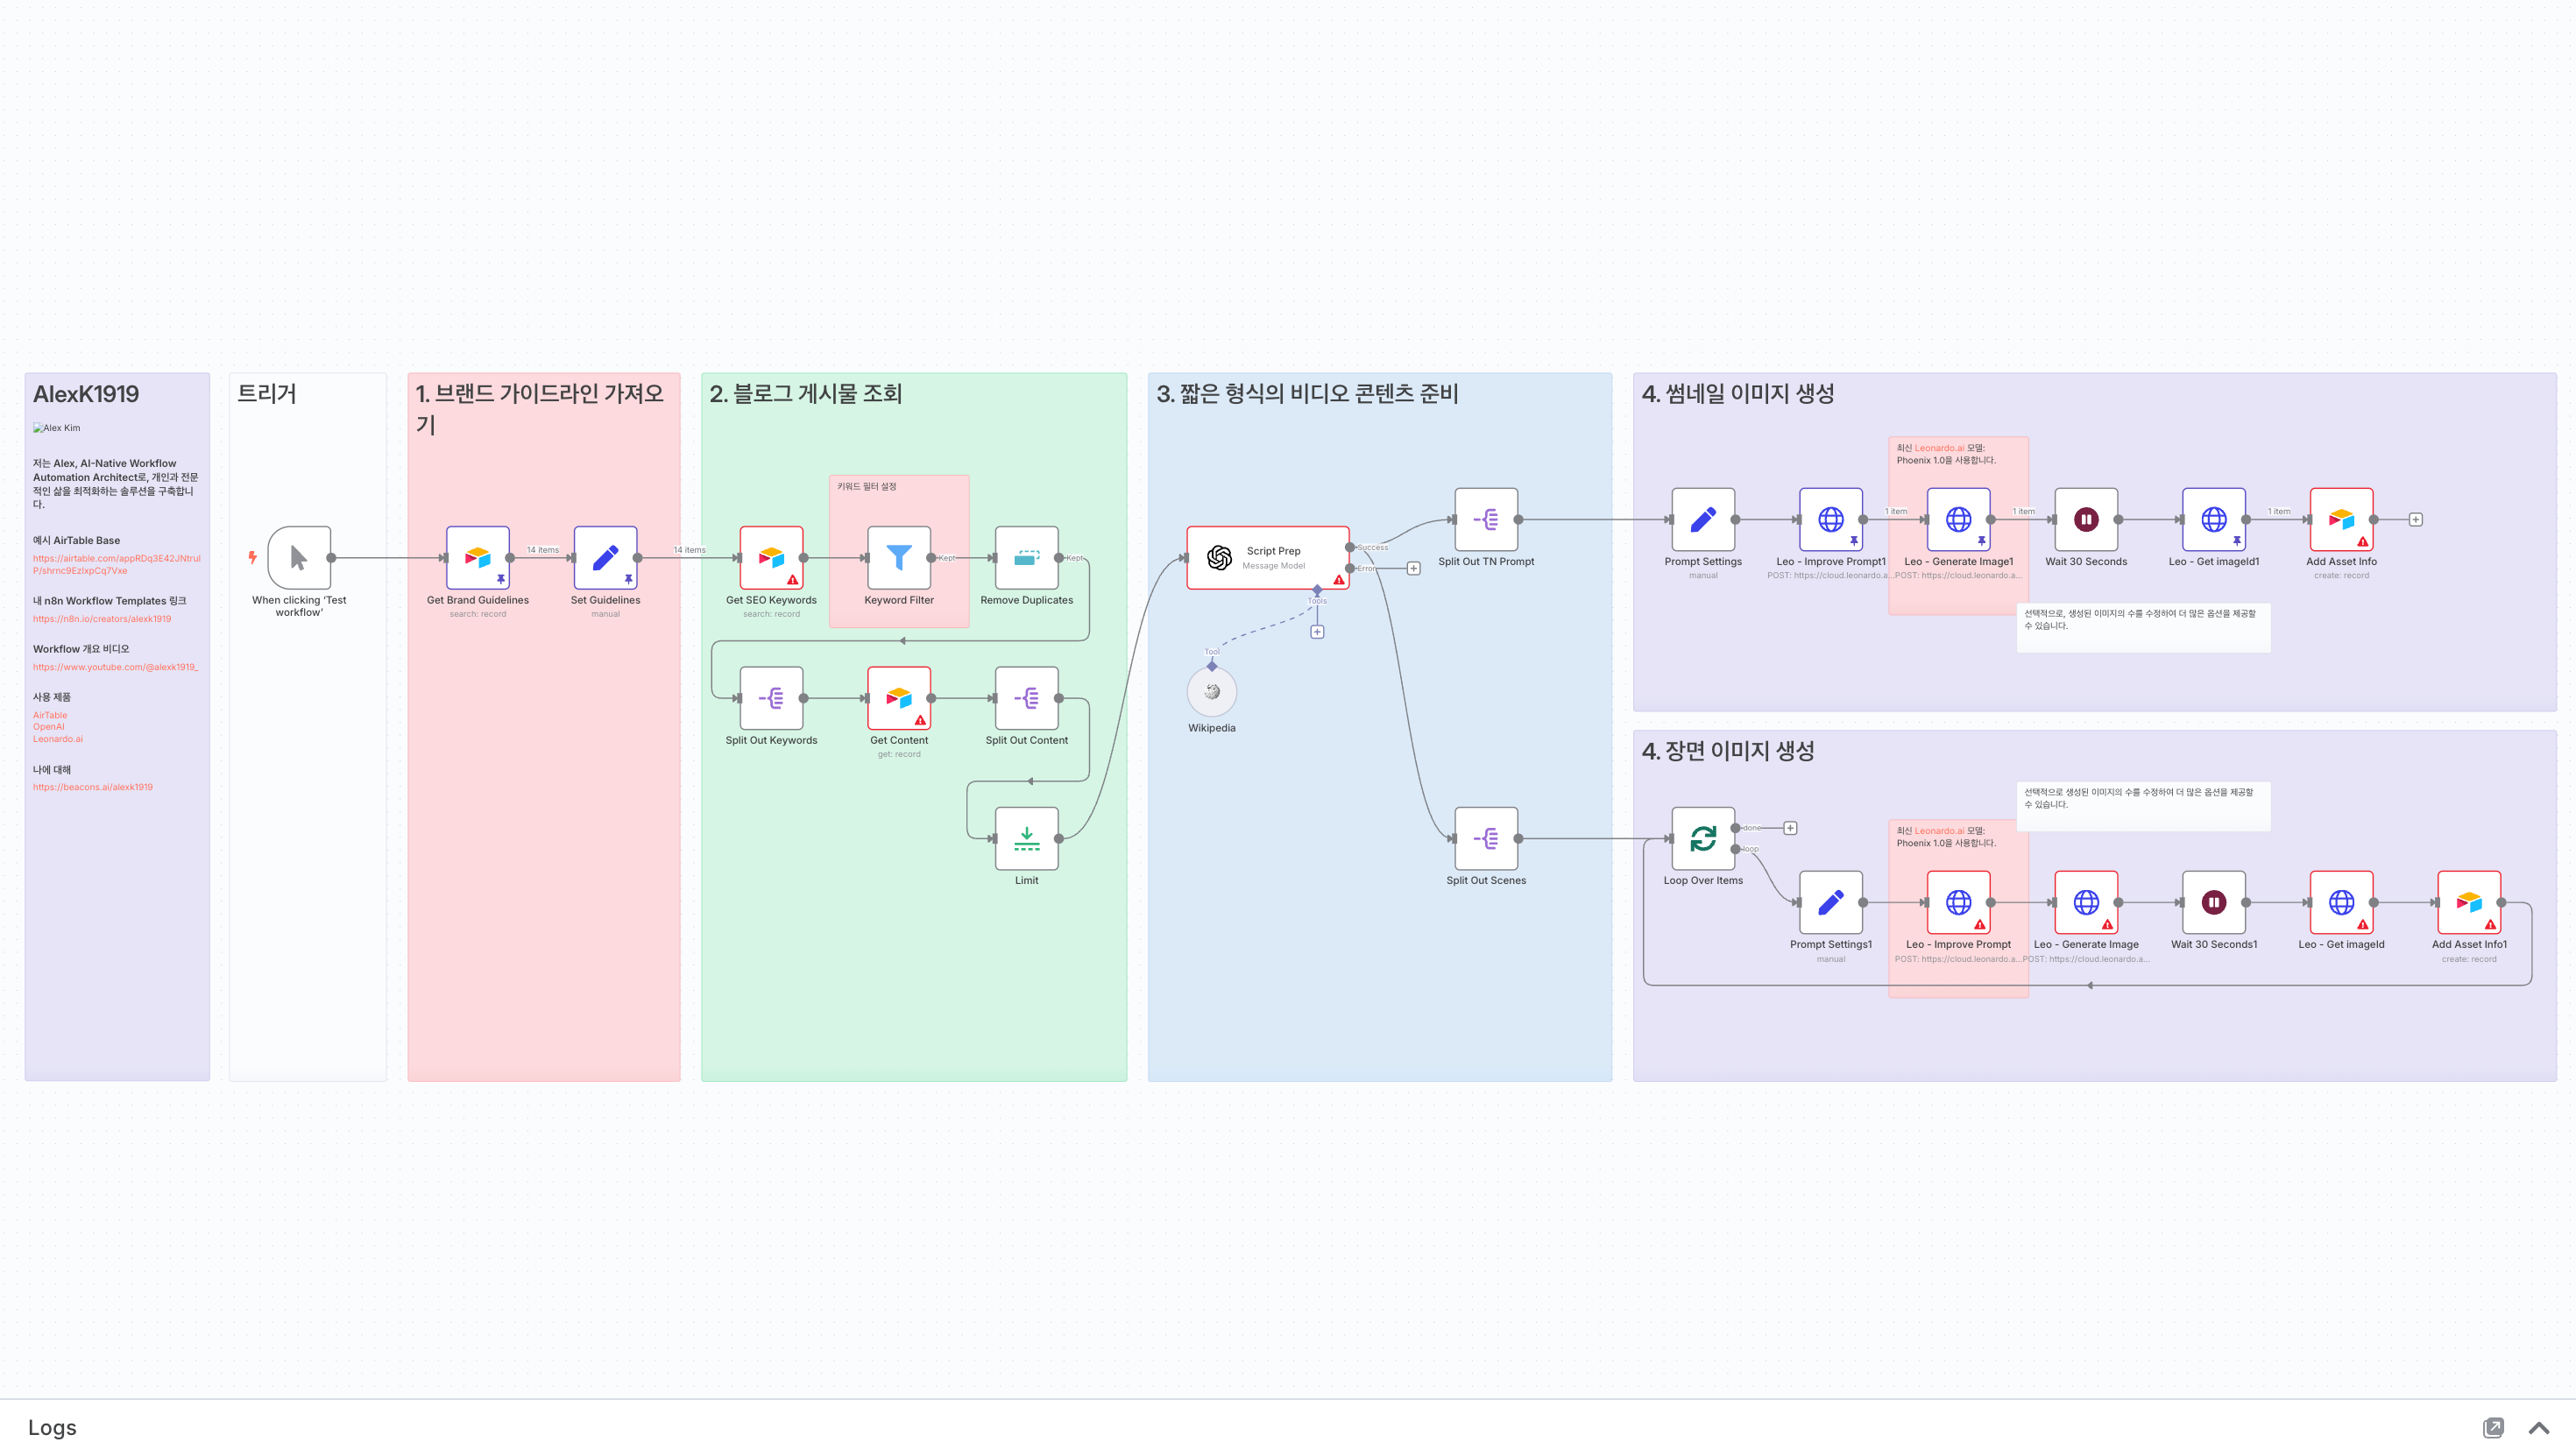 AlexK1919
Alex Kim
저는 Alex, AI-Native Workflow
Automation Architect로, 개인과 전문
적인 삶을 최적화하는 솔루션을 구축합니
다.
예시 AirTable Base
https://airtable.com/appRDq3E42JNtruI
P/shrnc9EzlxpCq7Vxe
내 n8n Workflow Templates 링크
https://n8n.io/creators/alexk1919
Workflow 개요 비디오
https://www.youtube.com/@alexk1919_
사용 제품
AirTable
OpenAI
Leonardo.ai
나에 대해
https://beacons.ai/alexk1919
트리거
When clicking ‘Test
workflow’
1. 브랜드 가이드라인 가져오
기
14 items
Get Brand Guidelines
search: record
Set Guidelines
manual
14 items
2. 블로그 게시물 조회
키워드 필터 설정
Get SEO Keywords
search: record
Keyword Filter
Kept
Remove Duplicates
Kept
Split Out Keywords
Get Content
get: record
Split Out Content
Limit
3. 짧은 형식의 비디오 콘텐츠 준비
Script Prep
Message Model
Success
Error
Tools
Tool
Wikipedia
Split Out TN Prompt
Split Out Scenes
4. 썸네일 이미지 생성
최신 Leonardo.ai 모델:
Phoenix 1.0을 사용합니다.
Prompt Settings
manual
Leo - Improve Prompt1
POST: https://cloud.leonardo.a...
1 item
Leo - Generate Image1
POST: https://cloud.leonardo.a...
1 item
Wait 30 Seconds
Leo - Get imageId1
1 item
Add Asset Info
create: record
선택적으로, 생성된 이미지의 수를 수정하여 더 많은 옵션을 제공할
수 있습니다.
4. 장면 이미지 생성
선택적으로 생성된 이미지의 수를 수정하여 더 많은 옵션을 제공할
수 있습니다.
최신 Leonardo.ai 모델:
Phoenix 1.0을 사용합니다.
done
loop
Loop Over Items
Prompt Settings1
manual
Leo - Improve Prompt
POST: https://cloud.leonardo.a...
Leo - Generate Image
POST: https://cloud.leonardo.a...
Wait 30 Seconds1
Leo - Get imageId
Add Asset Info1
create: record
Logs